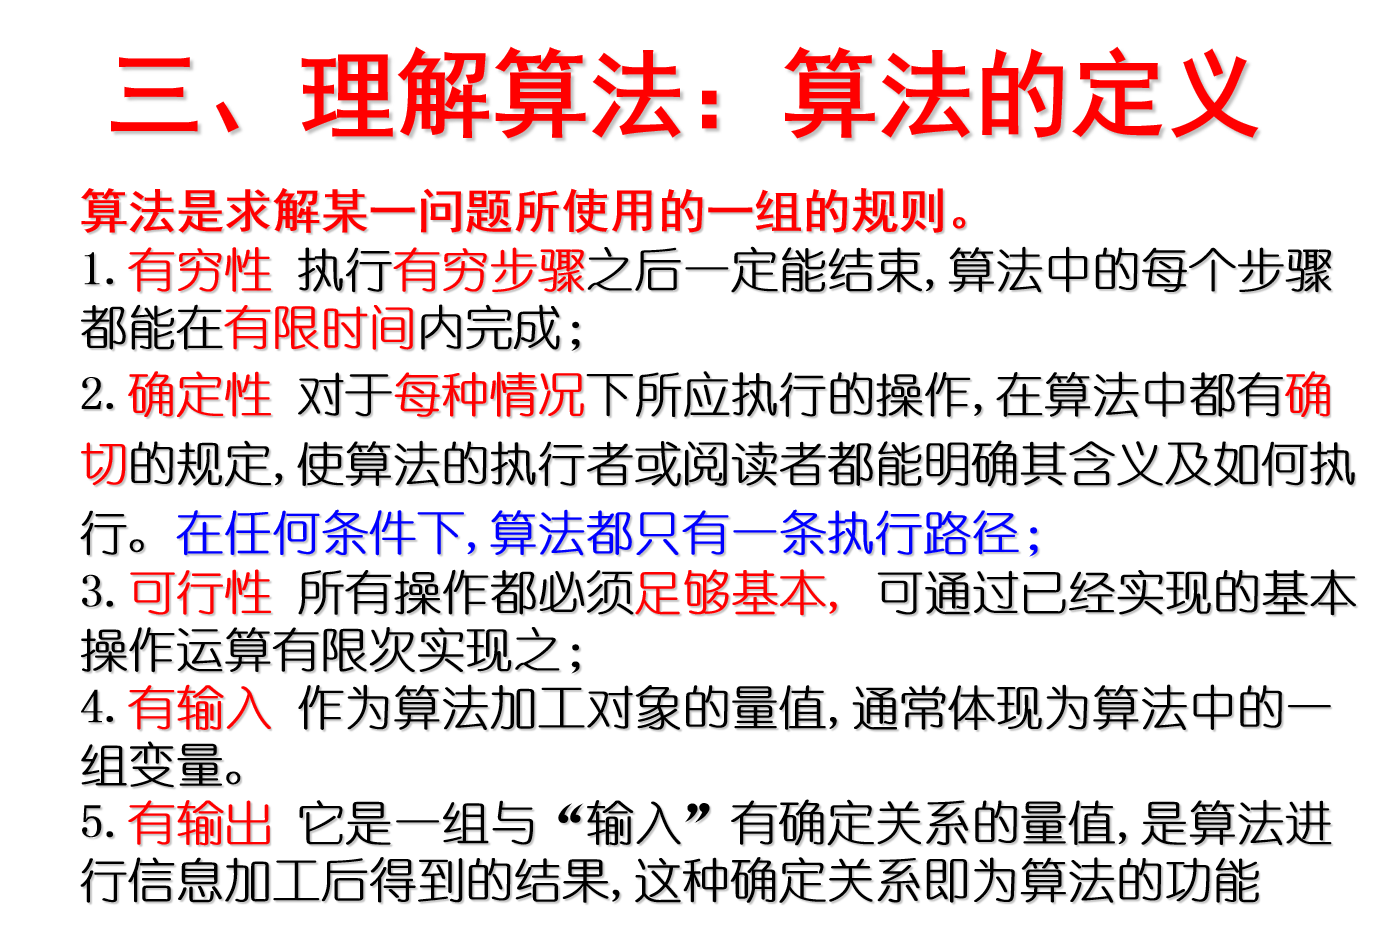 三、理解算法：算法的定义
算法是求解某一问题所使用的一组的规则。
1.有穷性 执行有穷步骤之后一定能结束,算法中的每个步骤
都能在有限时间内完成;
2.确定性 对于每种情况下所应执行的操作,在算法中都有确
切的规定,使算法的执行者或阅读者都能明确其含义及如何执
行。在任何条件下,算法都只有一条执行路径;
3.可行性 所有操作都必须足够基本, 可通过已经实现的基本
操作运算有限次实现之;
4.有输入 作为算法加工对象的量值,通常体现为算法中的一
组变量。
5.有输出 它是一组与“输入”有确定关系的量值,是算法进
行信息加工后得到的结果,这种确定关系即为算法的功能